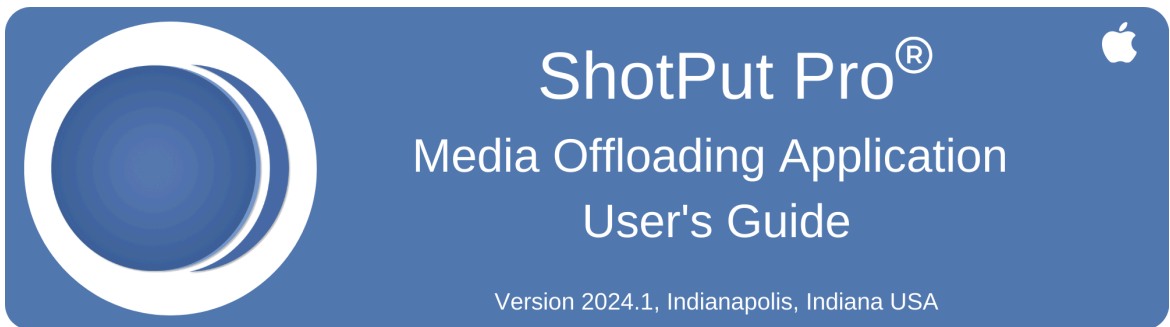 ShotPut Pro®
Media Offloading Application
User's Guide
Version 2024.1, Indianapolis, Indiana USA